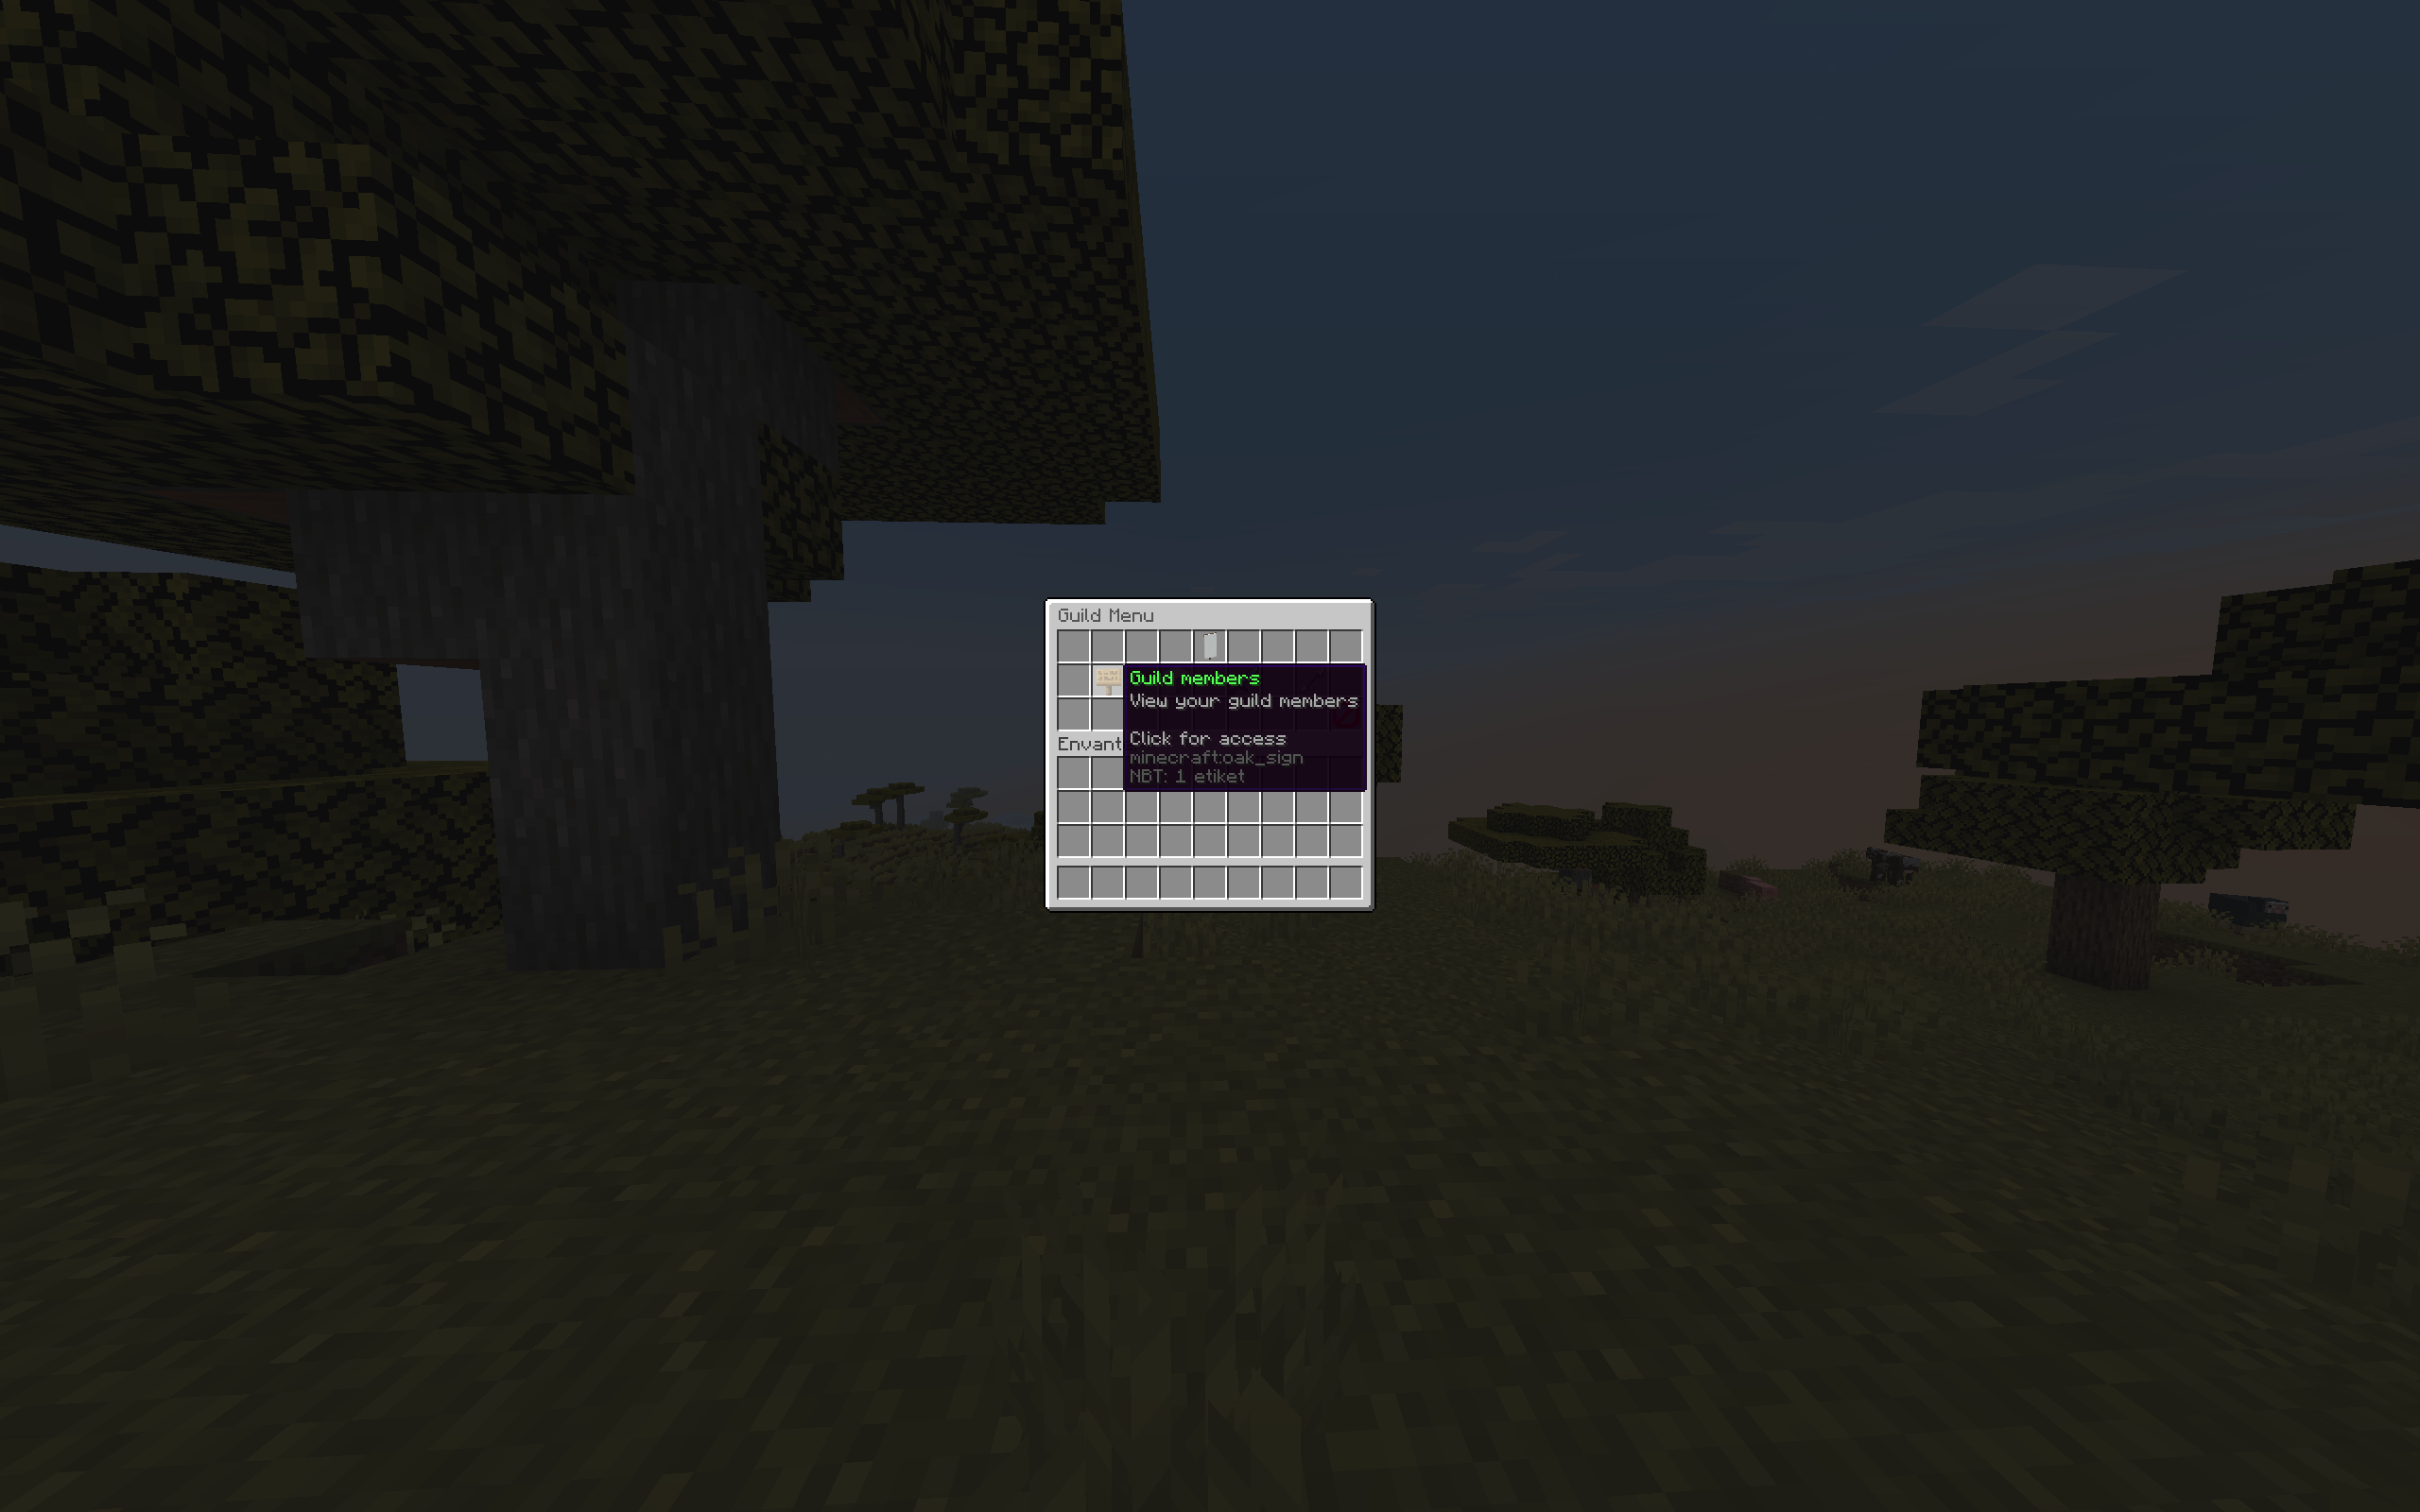 Guild Menu
Guild members
View your guild members
Click for access
Envant
minecraft:oak_sign
NBT: 1 etiket